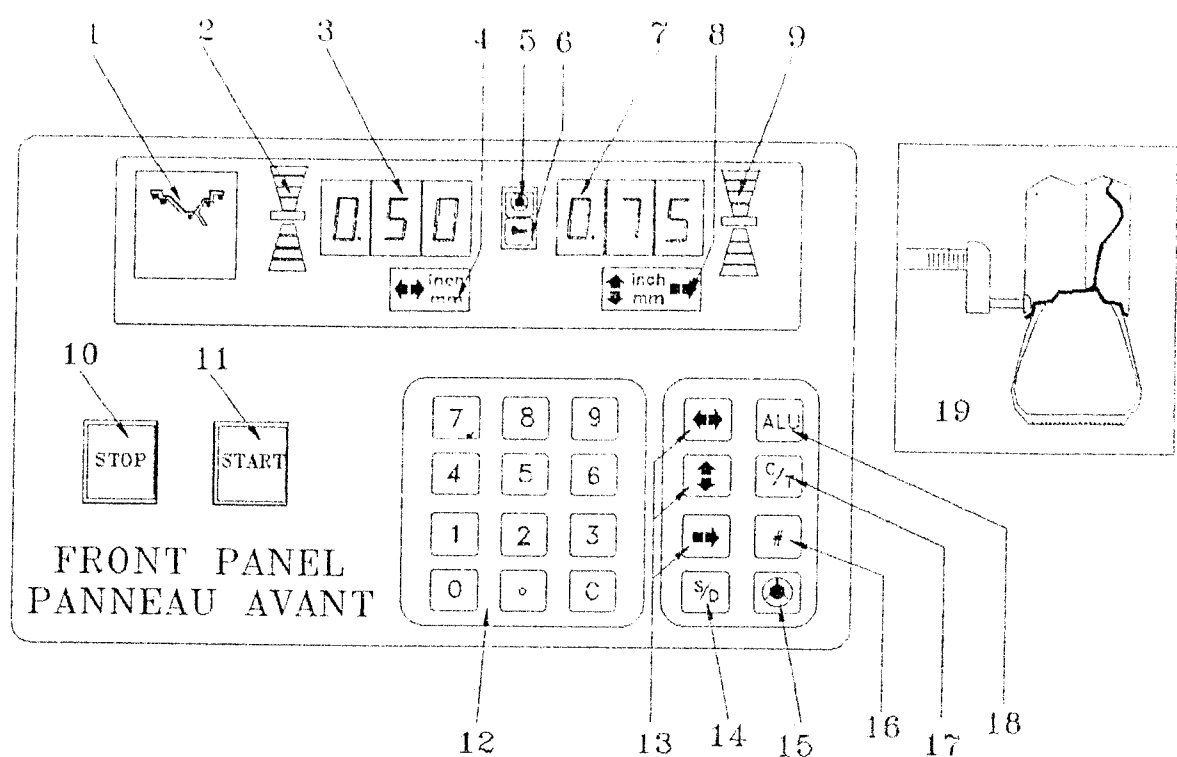 1 2 3 4 5 6 7 8 9
0.50 0.75
inch inch
mm mm
10 11
7 8 9 ALU
STOP START
4 5 6 C/T
19
1 2 3 #
FRONT PANEL
0 . C S/D
PANNEAU AVANT
12 13 14 15 16 17 18